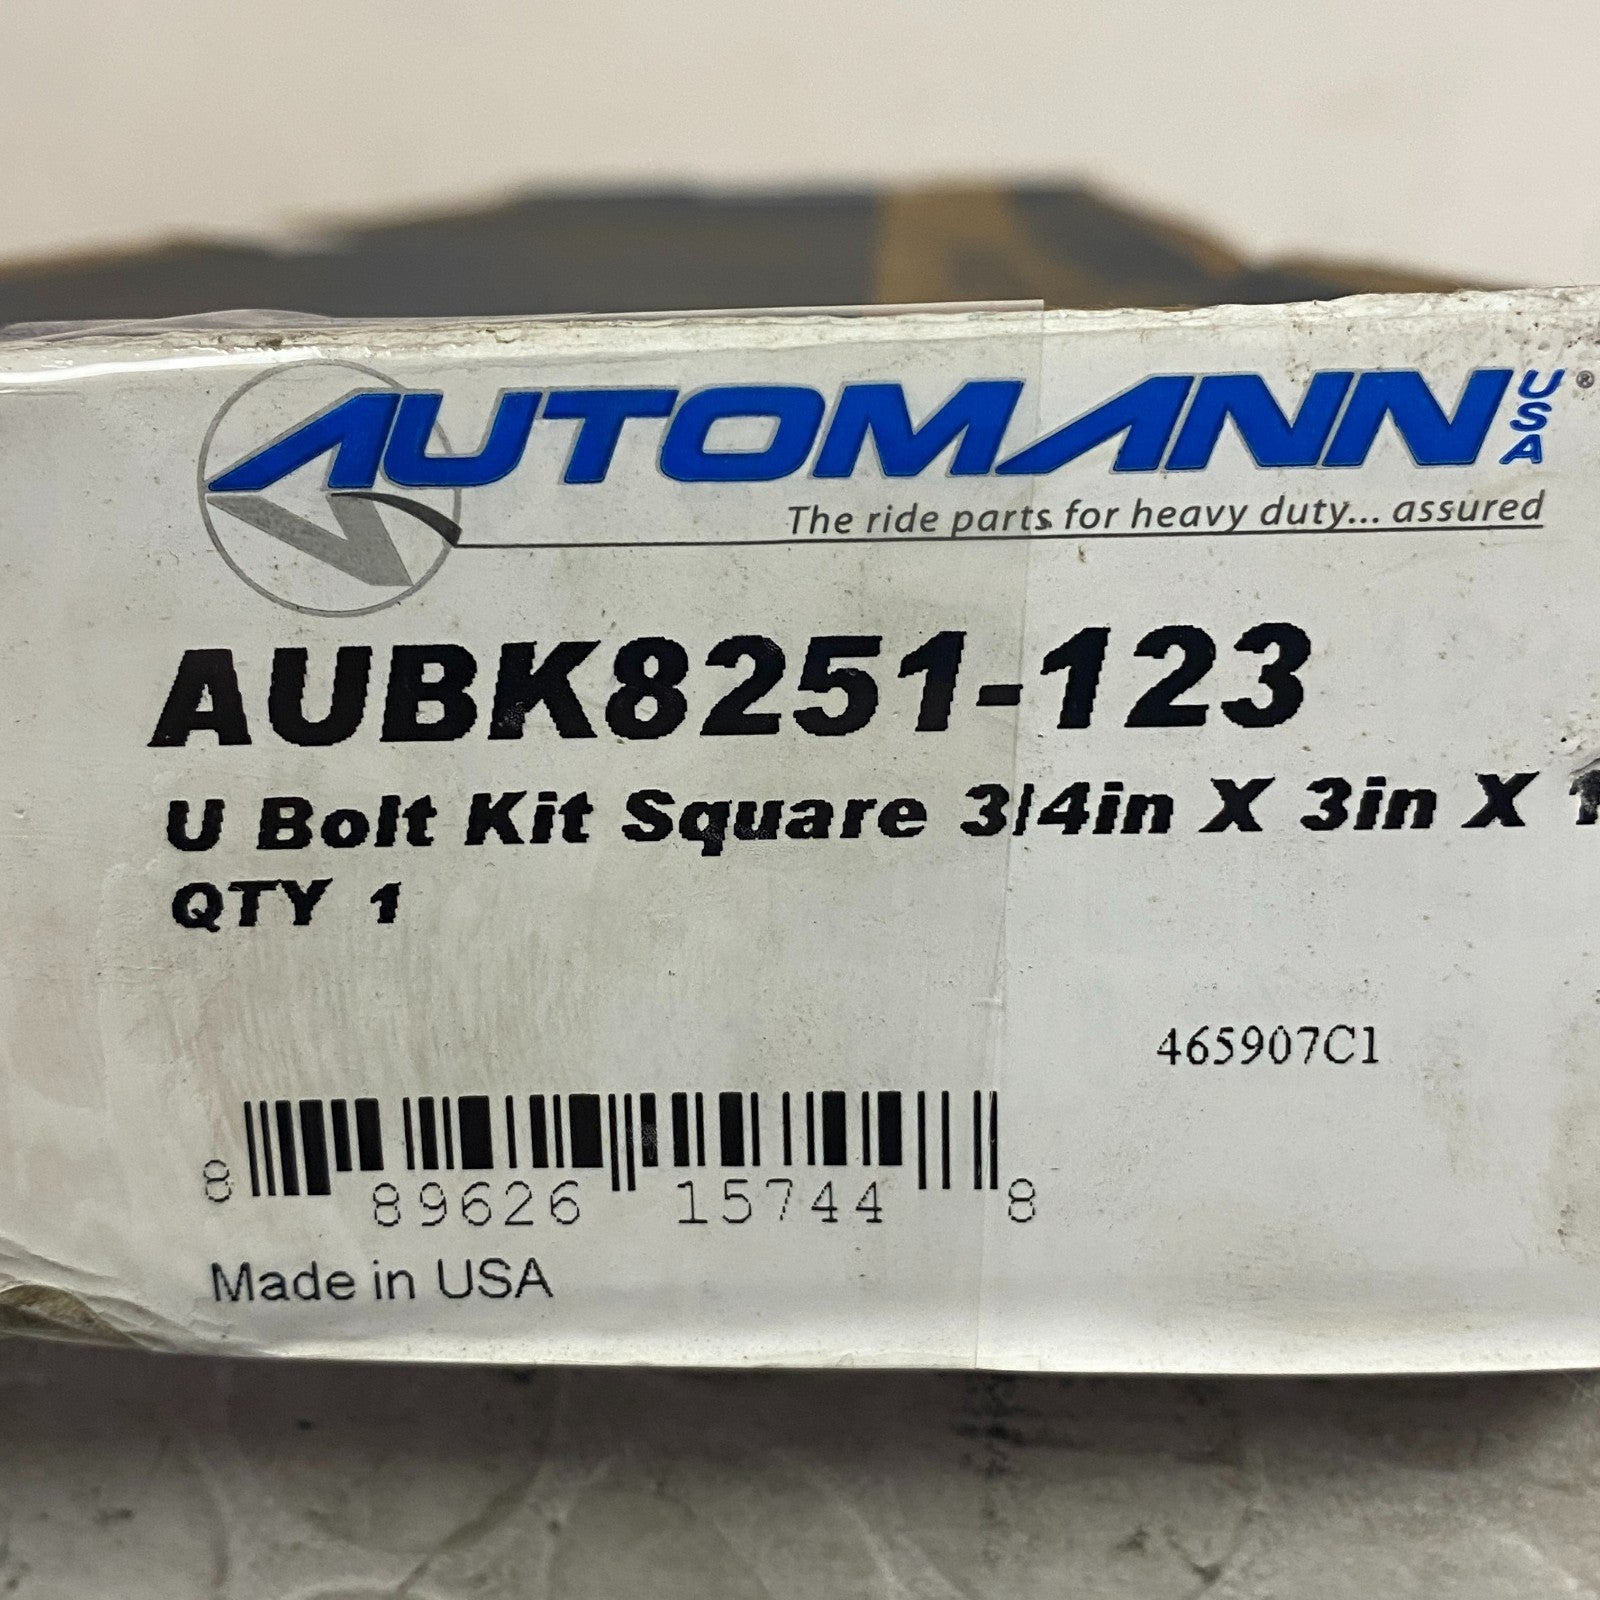 AUTOMANN USA®
The ride parts for heavy duty... assured
AUBK8251-123
U Bolt Kit Square 3/4in X 3in X 1
QTY 1
465907C1
8 89626 15744 8
Made in USA